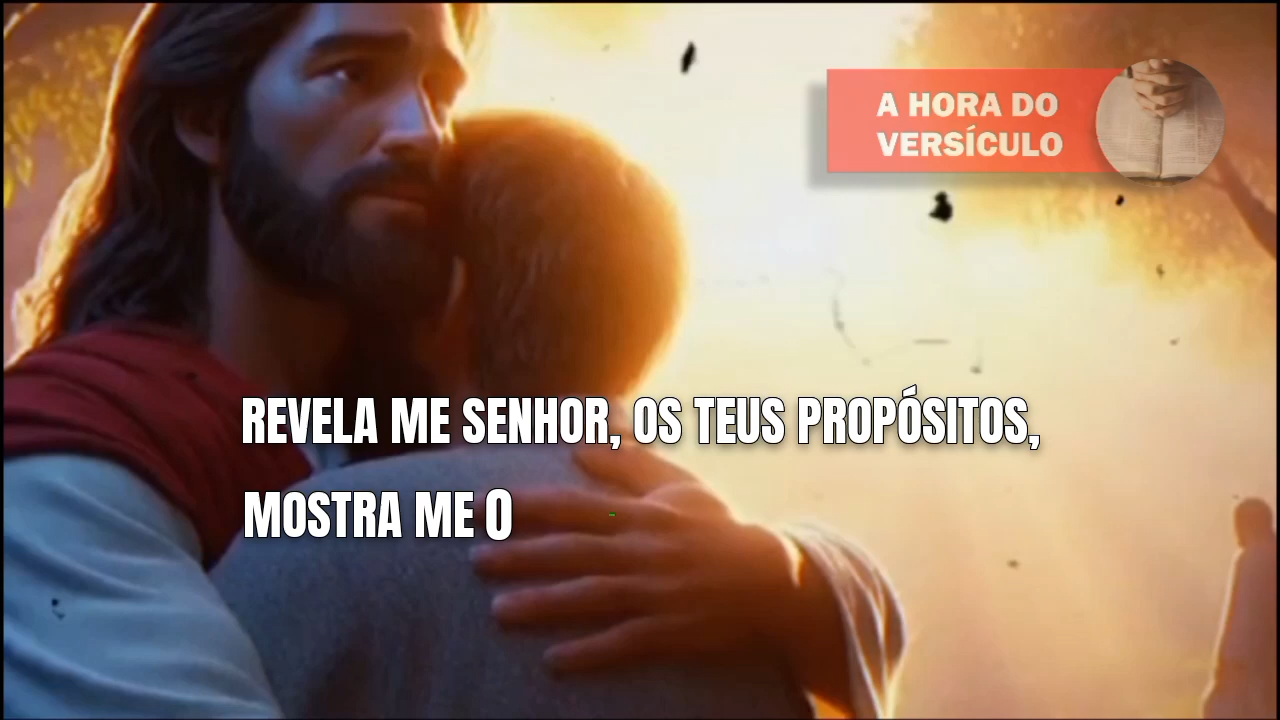 A HORA DO
VERSÍCULO
REVELA ME SENHOR, OS TEUS PROPÓSITOS,
MOSTRA ME O